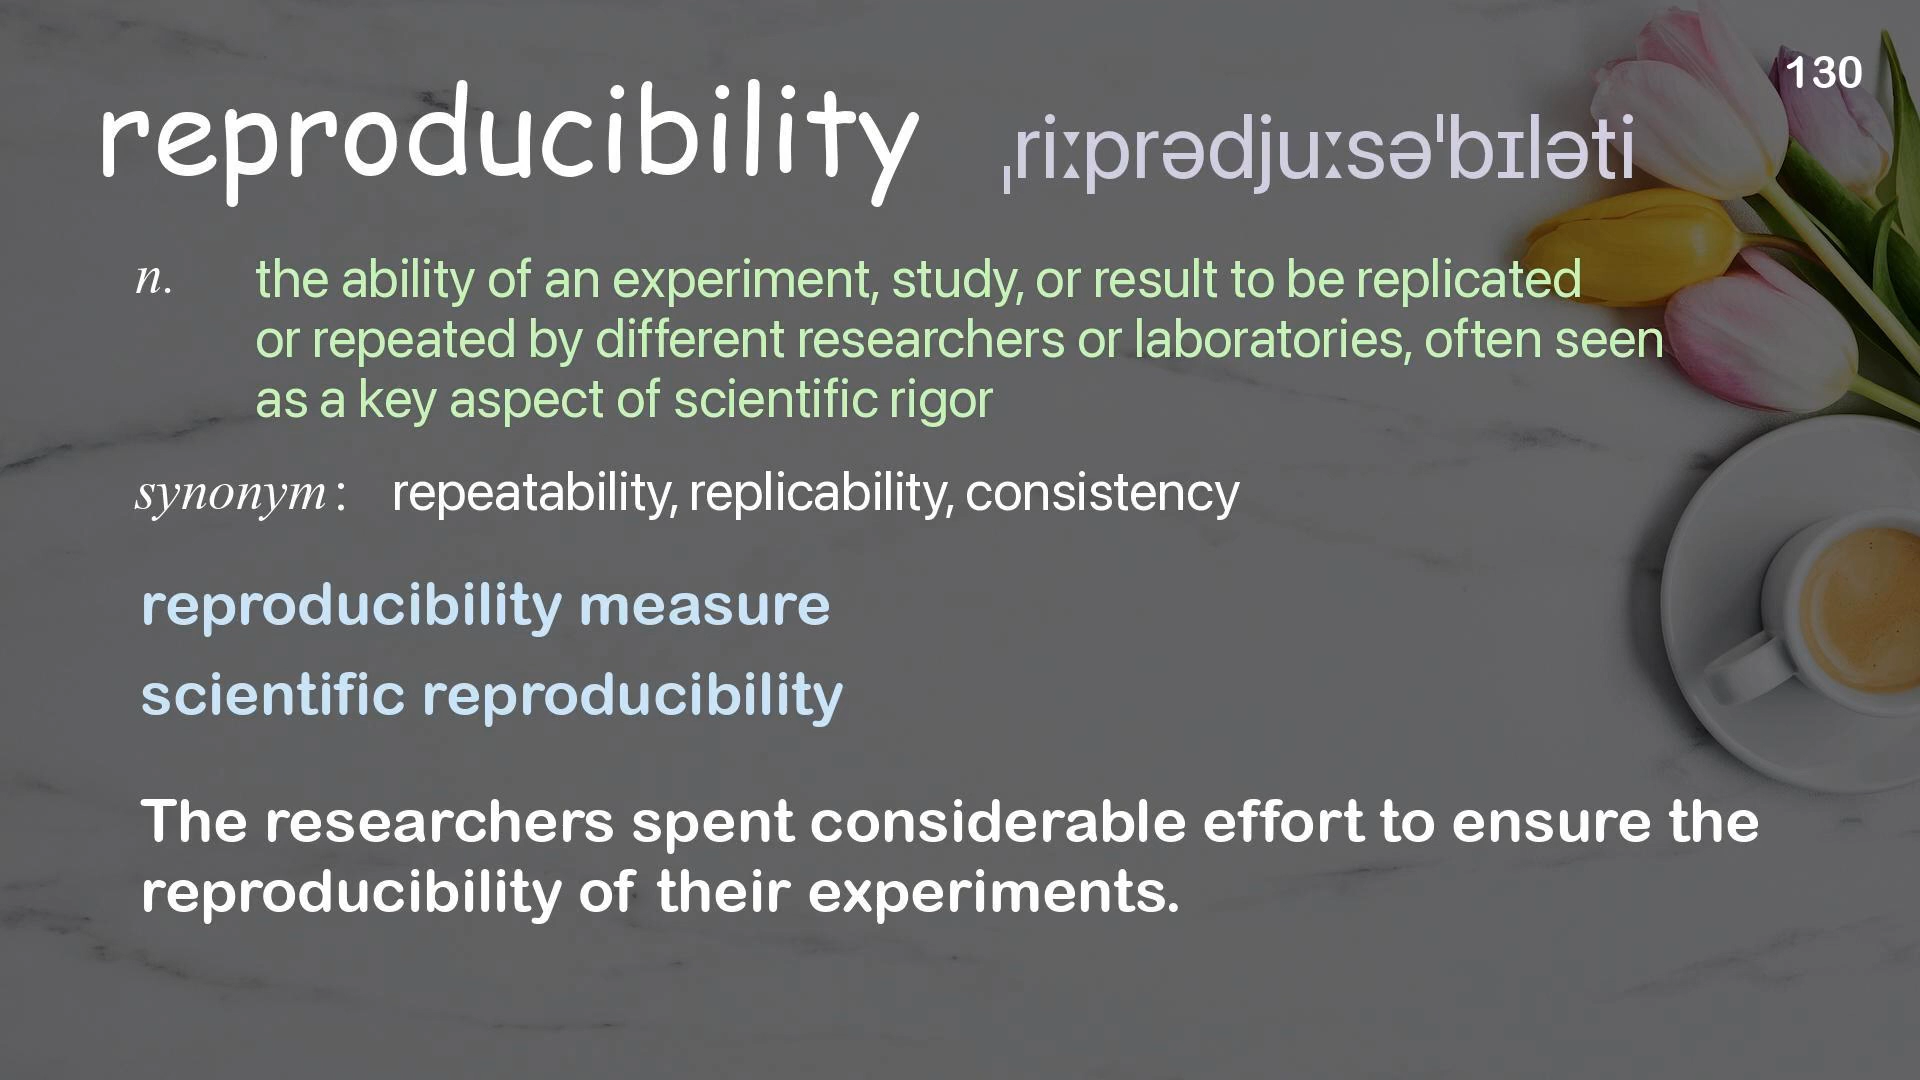 130
reproducibility ˌriːprədjuːsəˈbɪləti
n. the ability of an experiment, study, or result to be replicated
or repeated by different researchers or laboratories, often seen
as a key aspect of scientific rigor
synonym: repeatability, replicability, consistency
reproducibility measure
scientific reproducibility
The researchers spent considerable effort to ensure the
reproducibility of their experiments.